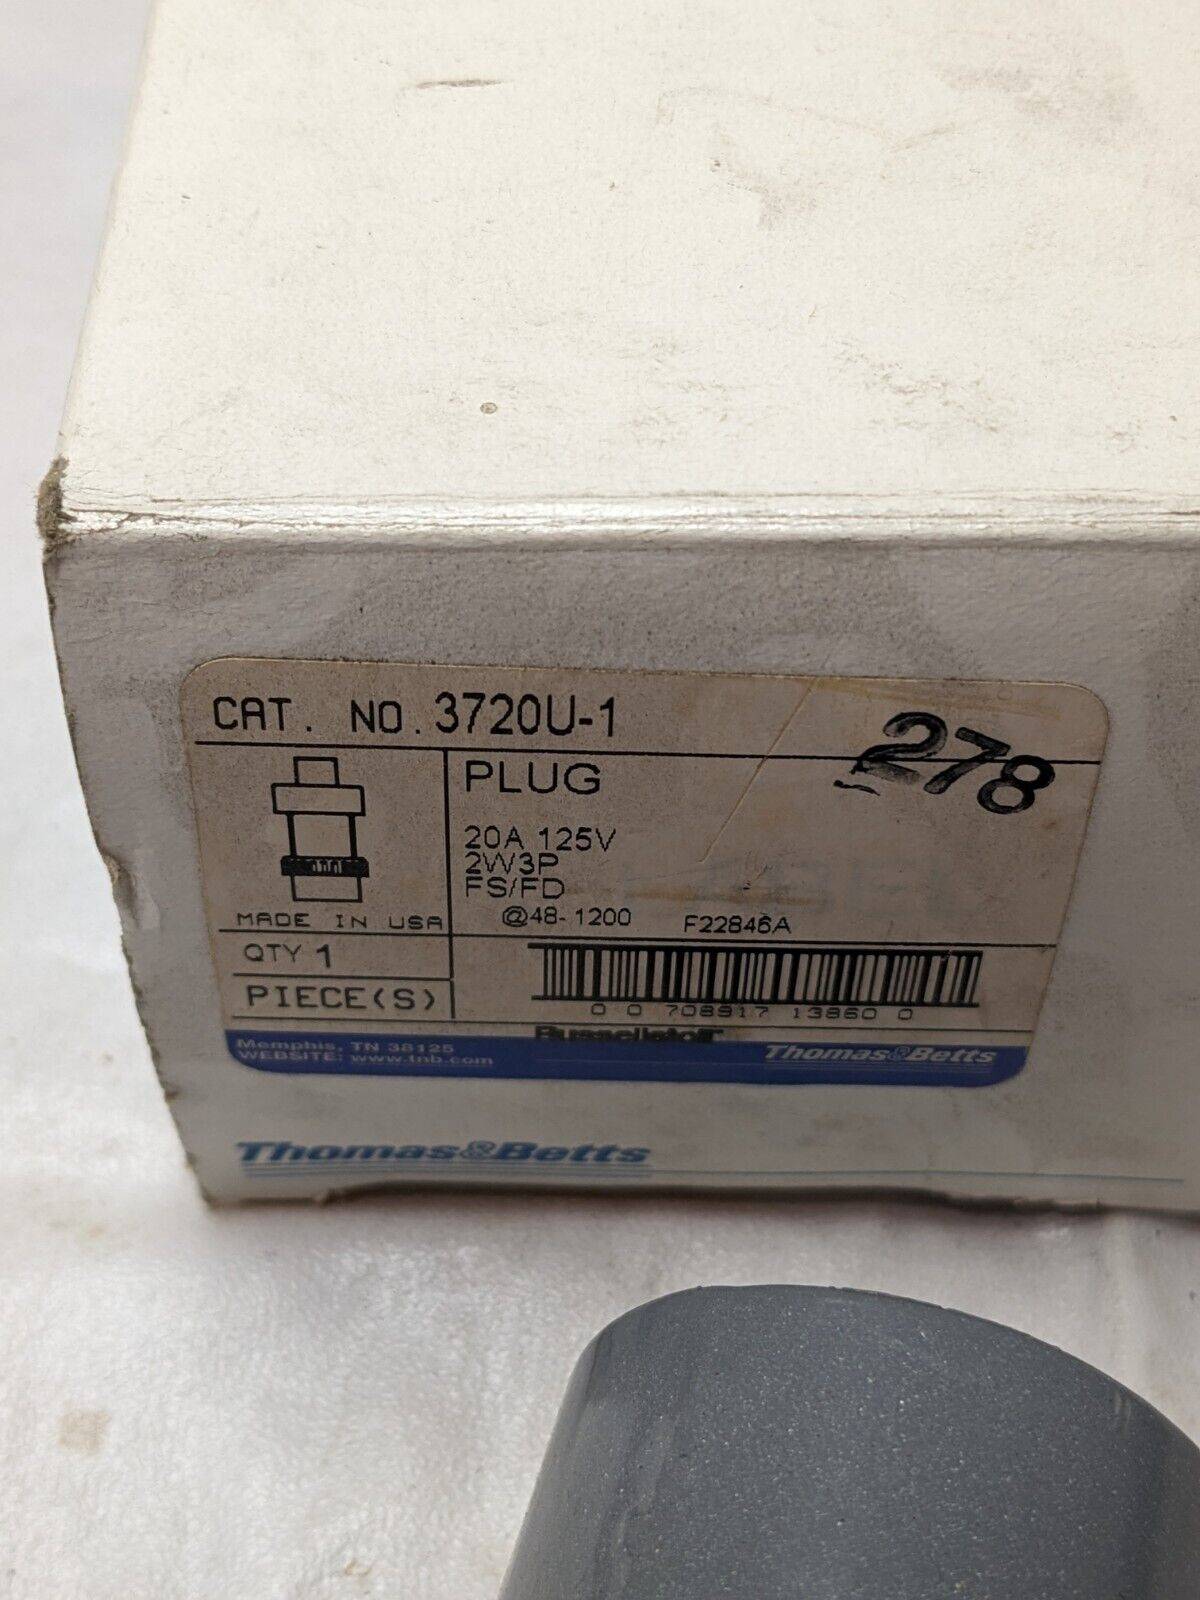 CAT. NO. 3720U-1
278
PLUG
20A 125V
2W3P
FS/FD
@48-1200 F22846A
MADE IN USA
QTY 1
PIECE(S)
0 0 708917 13860 0
Russellstoll
Memphis, TN 38125
WEBSITE: www.tnb.com
Thomas&Betts
Thomas&Betts